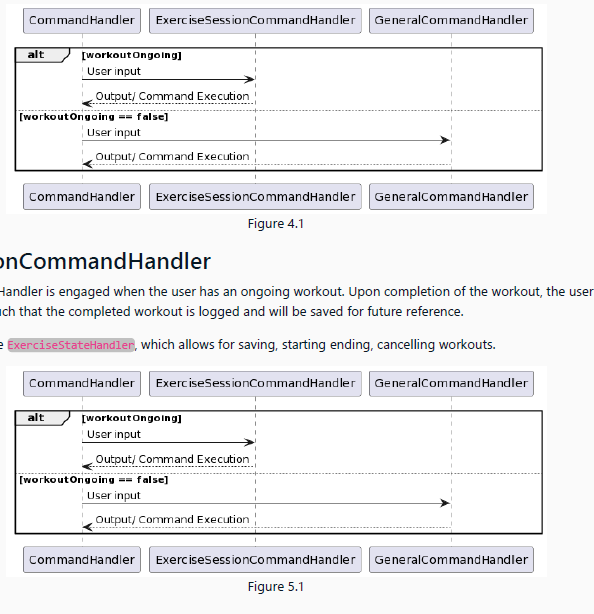 CommandHandler ExerciseSessionCommandHandler GeneralCommandHandler
alt [workoutOngoing]
User input
Output/ Command Execution
[workoutOngoing == false]
User input
Output/ Command Execution
CommandHandler ExerciseSessionCommandHandler GeneralCommandHandler
Figure 4.1
onCommandHandler
Handler is engaged when the user has an ongoing workout. Upon completion of the workout, the user
uch that the completed workout is logged and will be saved for future reference.
e ExerciseStateHandler, which allows for saving, starting ending, cancelling workouts.
CommandHandler ExerciseSessionCommandHandler GeneralCommandHandler
alt [workoutOngoing]
User input
Output/ Command Execution
[workoutOngoing == false]
User input
Output/ Command Execution
CommandHandler ExerciseSessionCommandHandler GeneralCommandHandler
Figure 5.1